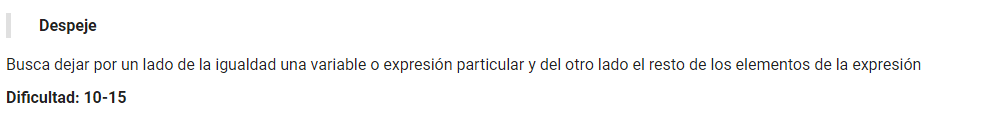 Despeje
Busca dejar por un lado de la igualdad una variable o expresión particular y del otro lado el resto de los elementos de la expresión
Dificultad: 10-15